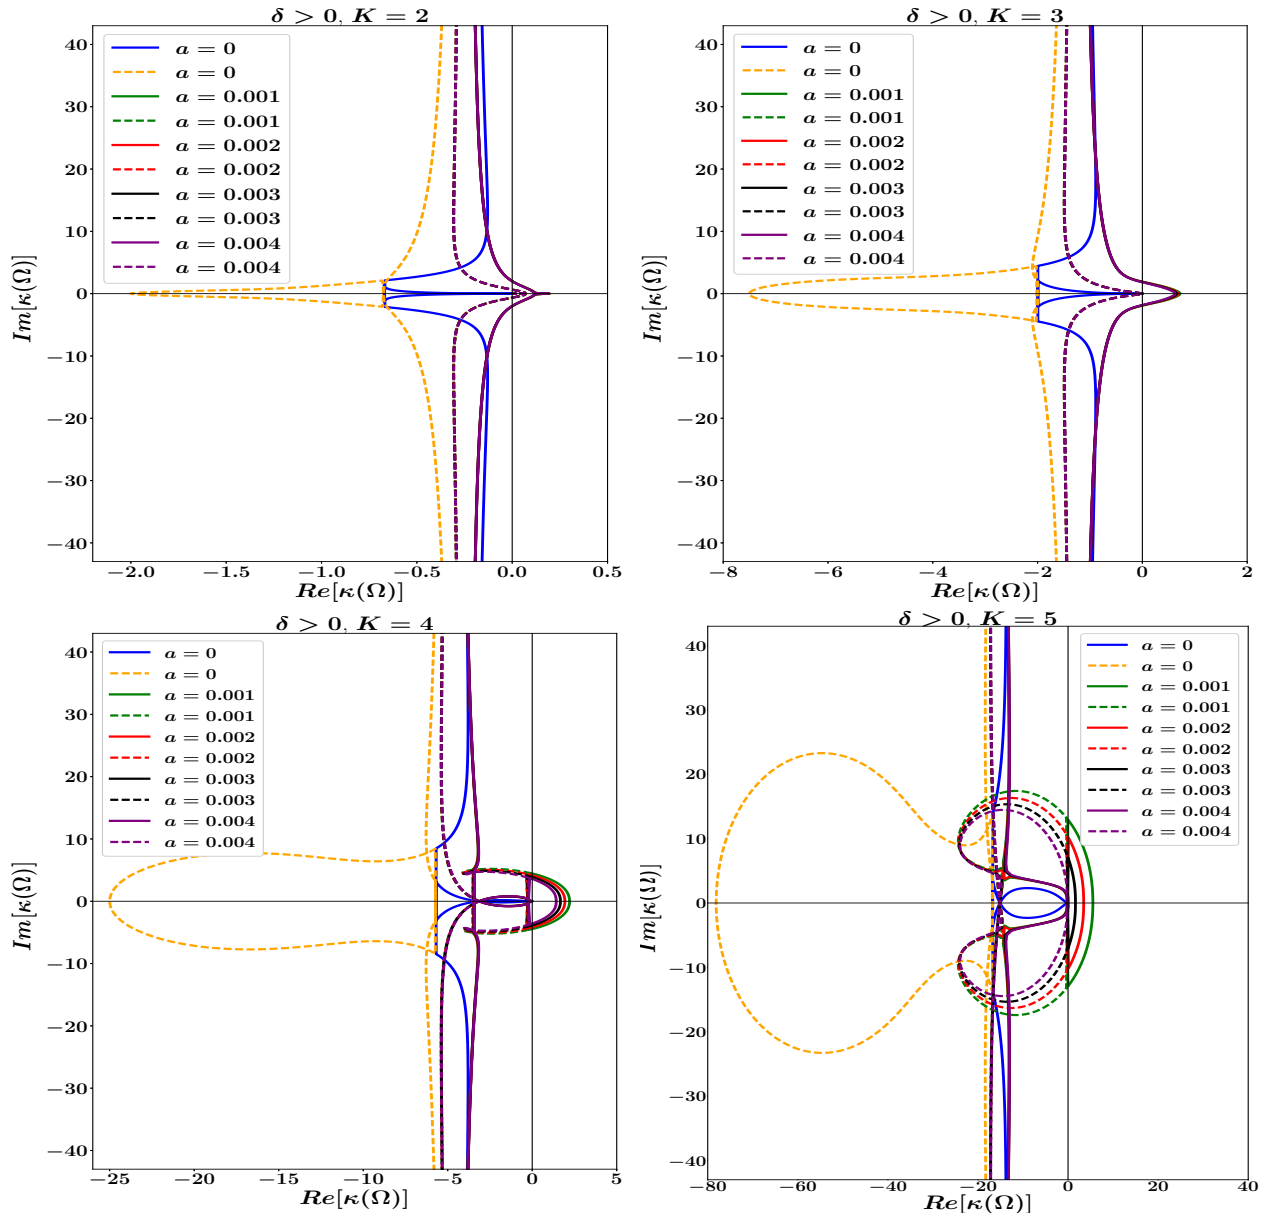 δ > 0, K = 2
40
30
20
10
0
−10
−20
−30
−40
Im[κ(Ω)]
a = 0
a = 0
a = 0.001
a = 0.001
a = 0.002
a = 0.002
a = 0.003
a = 0.003
a = 0.004
a = 0.004
−2.0 −1.5 −1.0 −0.5 0.0 0.5
Re[κ(Ω)]
δ > 0, K = 3
40
30
20
10
0
−10
−20
−30
−40
Im[κ(Ω)]
a = 0
a = 0
a = 0.001
a = 0.001
a = 0.002
a = 0.002
a = 0.003
a = 0.003
a = 0.004
a = 0.004
−8 −6 −4 −2 0 2
Re[κ(Ω)]
δ > 0, K = 4
40
30
20
10
0
−10
−20
−30
−40
Im[κ(Ω)]
a = 0
a = 0
a = 0.001
a = 0.001
a = 0.002
a = 0.002
a = 0.003
a = 0.003
a = 0.004
a = 0.004
−25 −20 −15 −10 −5 0 5
Re[κ(Ω)]
δ > 0, K = 5
40
30
20
10
0
−10
−20
−30
−40
Im[κ(Ω)]
a = 0
a = 0
a = 0.001
a = 0.001
a = 0.002
a = 0.002
a = 0.003
a = 0.003
a = 0.004
a = 0.004
−80 −60 −40 −20 0 20 40
Re[κ(Ω)]